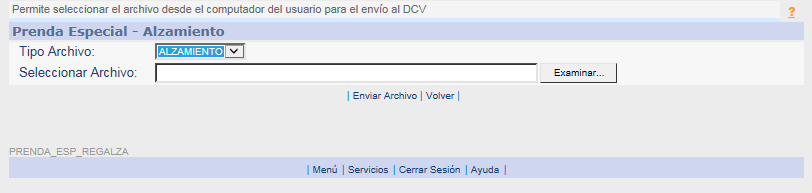 Permite seleccionar el archivo desde el computador del usuario para el envío al DCV
?
Prenda Especial - Alzamiento
Tipo Archivo: ALZAMIENTO
Seleccionar Archivo: Examinar...
| Enviar Archivo | Volver |
PRENDA_ESP_REGALZA
| Menú | Servicios | Cerrar Sesión | Ayuda |